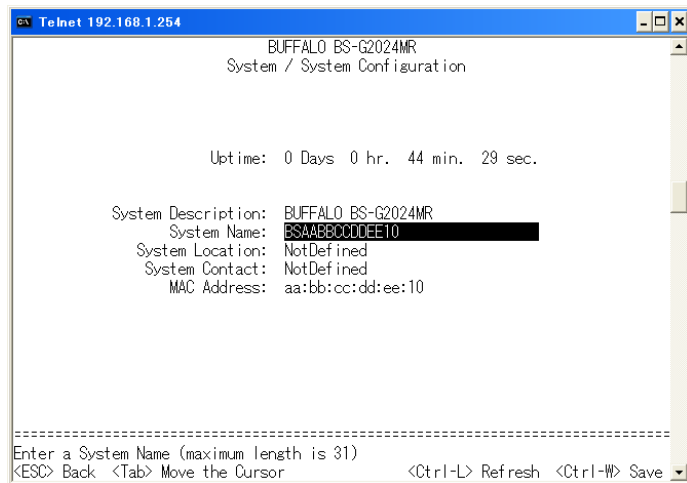 Telnet 192.168.1.254
BUFFALO BS-G2024MR
System / System Configuration
Uptime: 0 Days 0 hr. 44 min. 29 sec.
System Description: BUFFALO BS-G2024MR
System Name: BSAABBCCDDEE10
System Location: NotDefined
System Contact: NotDefined
MAC Address: aa:bb:cc:dd:ee:10
===============================================================================
Enter a System Name (maximum length is 31)
<ESC> Back <Tab> Move the Cursor <Ctrl-L> Refresh <Ctrl-W> Save